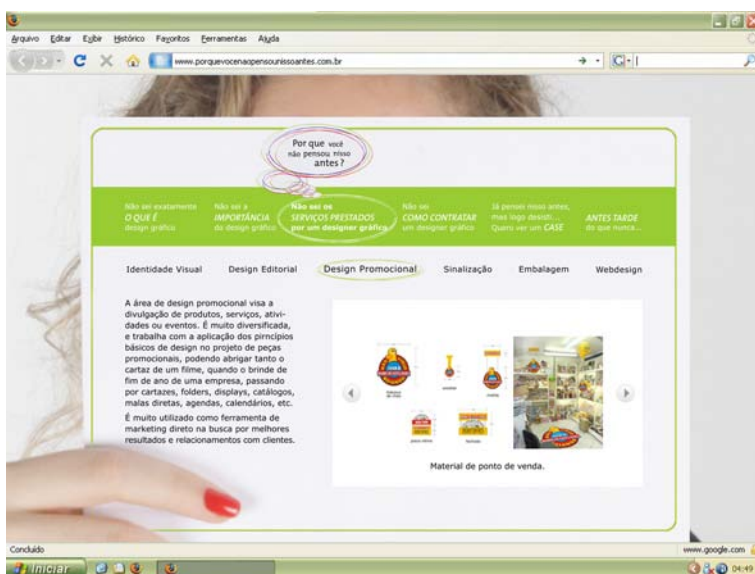 Arquivo Editar Exibir Histórico Favoritos Ferramentas Ajuda
www.porquevocenaopensounissoantes.com.br
Por que você
não pensou nisso
antes?
Não sei exatamente
O QUE É
design gráfico
Não sei a
IMPORTÂNCIA
do design gráfico
Não sei os
SERVIÇOS PRESTADOS
por um designer gráfico
Não sei
COMO CONTRATAR
um designer gráfico
Já pensei nisso antes,
mas logo desisti...
Quero ver um CASE
ANTES TARDE
do que nunca...
Identidade Visual Design Editorial Design Promocional Sinalização Embalagem Webdesign
A área de design promocional visa a
divulgação de produtos, serviços, ativi-
dades ou eventos. É muito diversificada,
e trabalha com a aplicação dos pirncípios
básicos de design no projeto de peças
promocionais, podendo abrigar tanto o
cartaz de um filme, quando o brinde de
fim de ano de uma empresa, passando
por cartazes, folders, displays, catálogos,
malas diretas, agendas, calendários, etc.
É muito utilizado como ferramenta de
marketing direto na busca por melhores
resultados e relacionamentos com clientes.
Material de ponto de venda.
Concluído
www.google.com
Iniciar
04:49